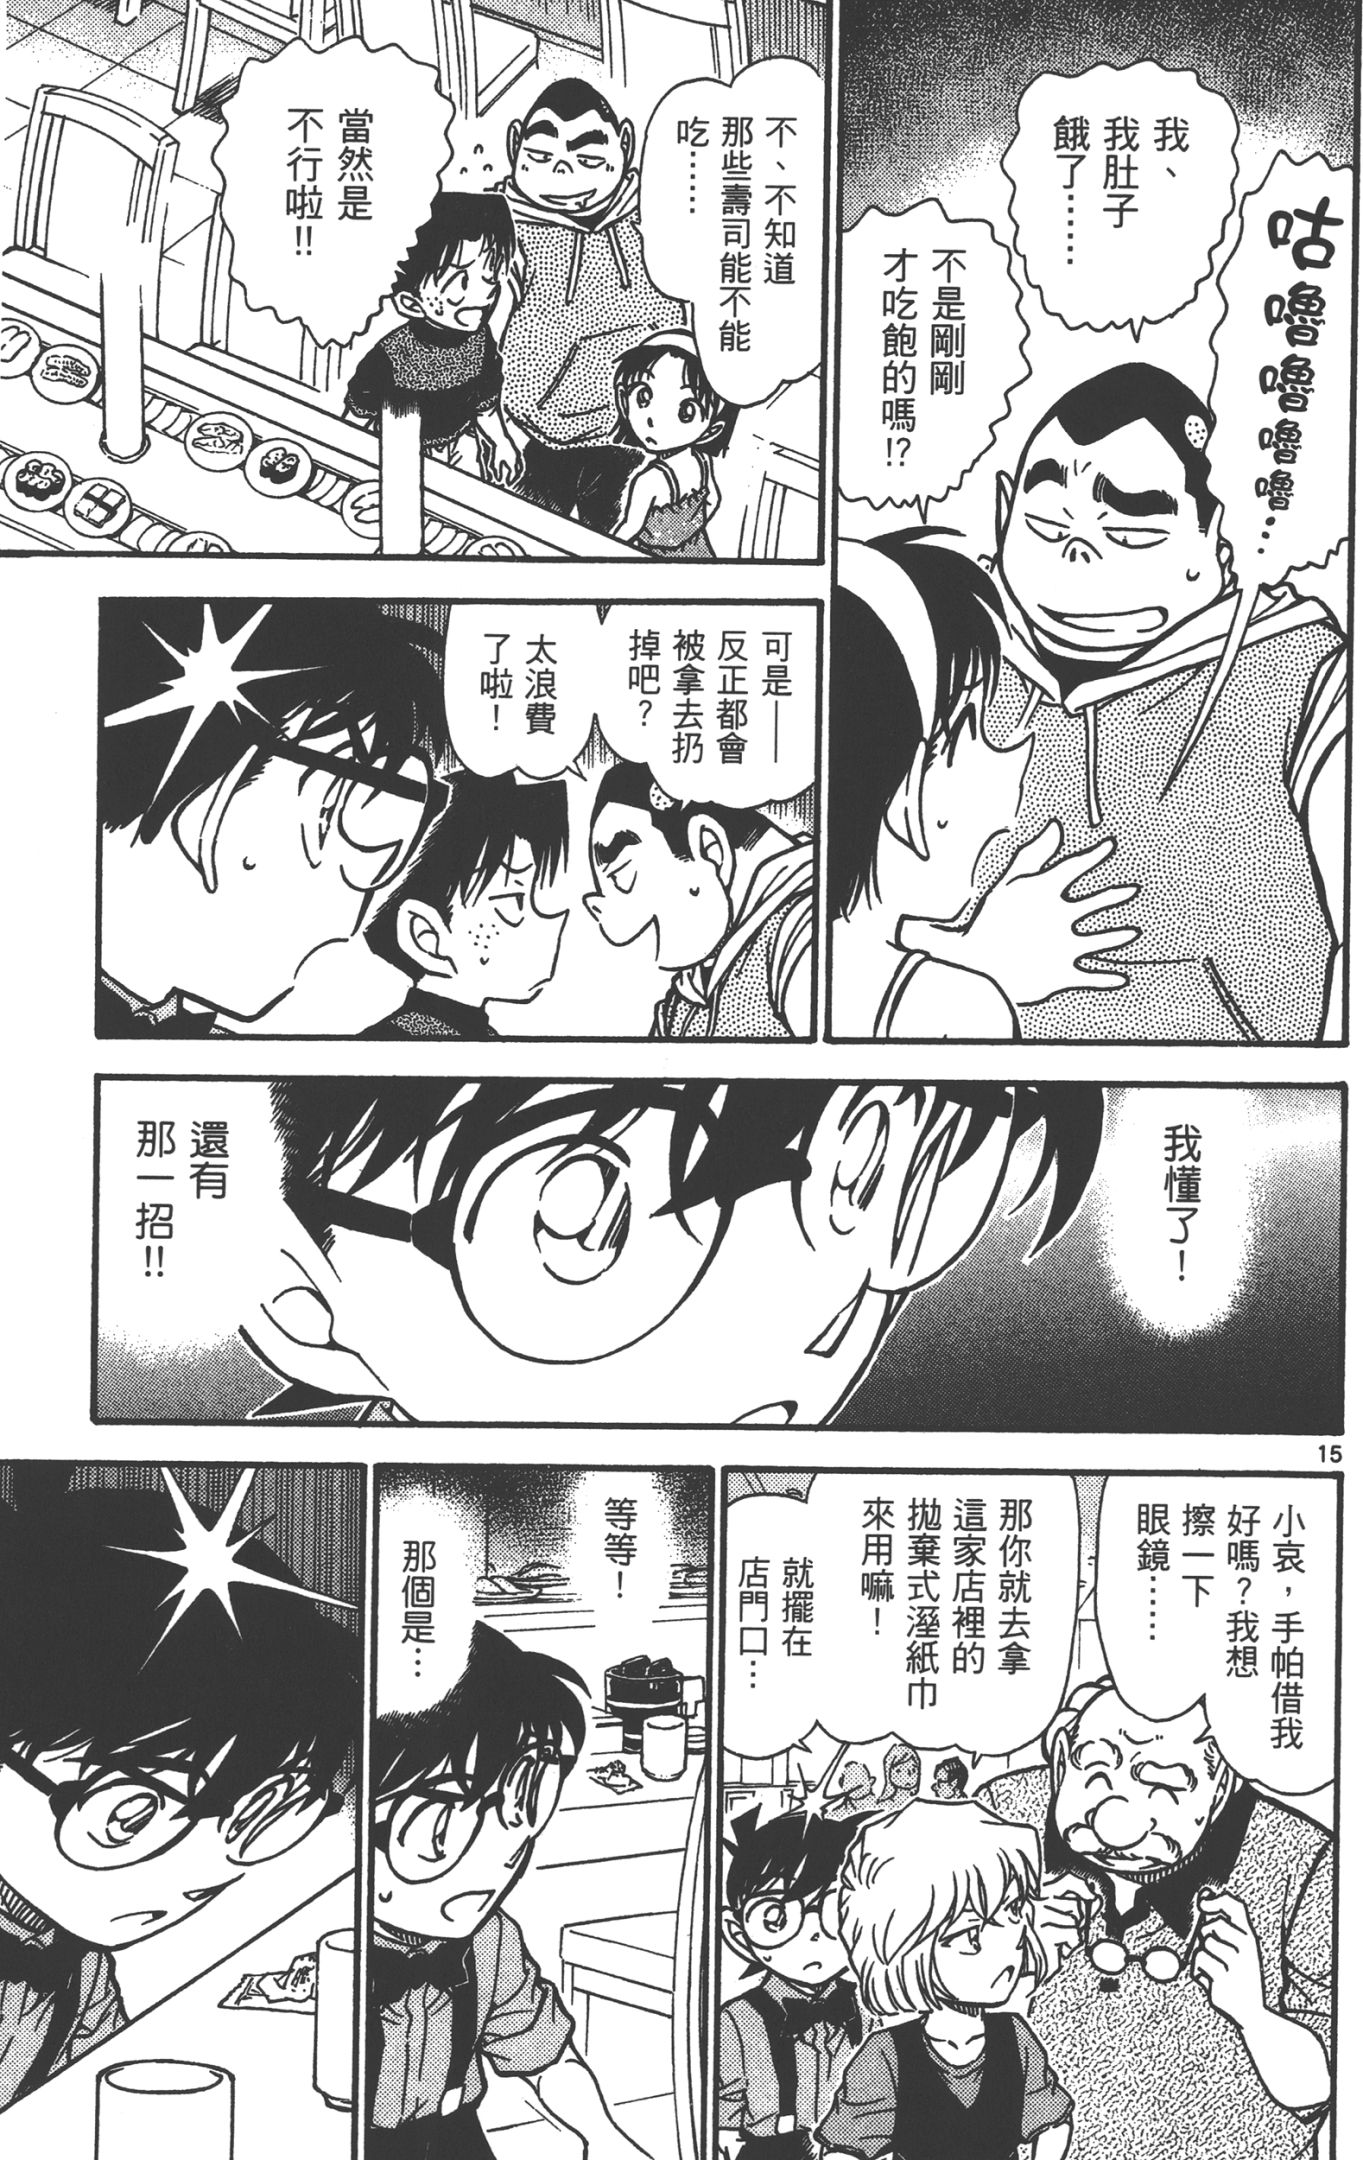 咕嚕嚕嚕嚕…
我、
我肚子
餓了……
不是剛剛
才吃飽的嗎!?
不、不知道
那些壽司能不能
吃……
當然是
不行啦!!
可是——
反正都會
被拿去扔
掉吧？
太浪費
了啦！
我懂了！
還有
那一招!!
15
小哀，手帕借我
好嗎？我想
擦一下
眼鏡……
那你就去拿
這家店裡的
拋棄式溼紙巾
來用嘛！
就擺在
店門口…
等等！
那個是…